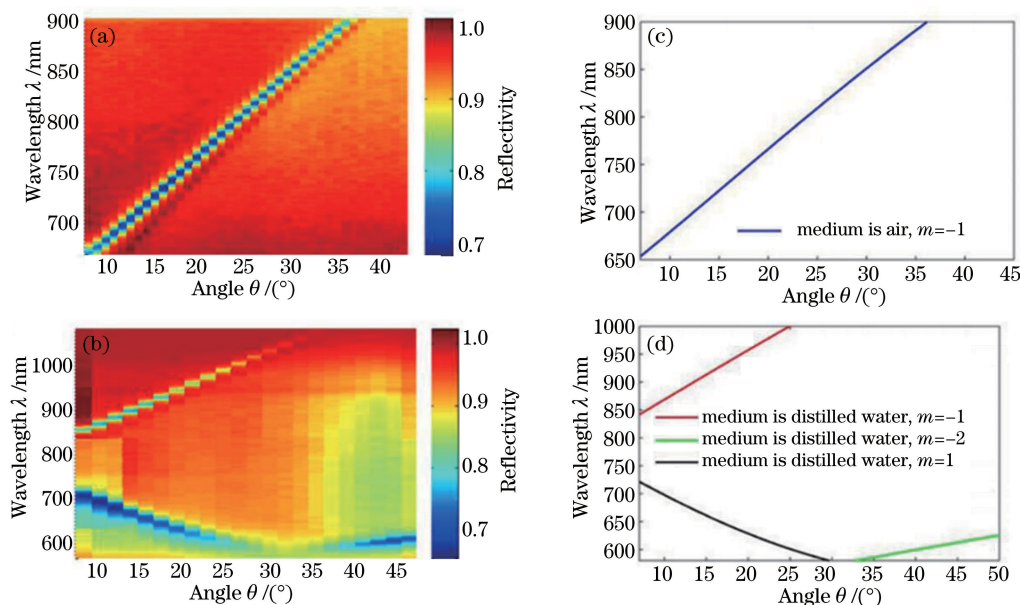 (a)
900
850
800
750
700
10 15 20 25 30 35 40
Wavelength λ /nm
Angle θ /(°)
1.0
0.9
0.8
0.7
Reflectivity
(c)
900
850
800
750
700
650
10 15 20 25 30 35 40 45
Wavelength λ /nm
Angle θ /(°)
medium is air, m=−1
(b)
1000
900
800
700
600
10 15 20 25 30 35 40 45
Wavelength λ /nm
Angle θ /(°)
1.0
0.9
0.8
0.7
Reflectivity
(d)
1000
950
900
850
800
750
700
650
600
10 15 20 25 30 35 40 45 50
Wavelength λ /nm
Angle θ /(°)
medium is distilled water, m=−1
medium is distilled water, m=−2
medium is distilled water, m=1